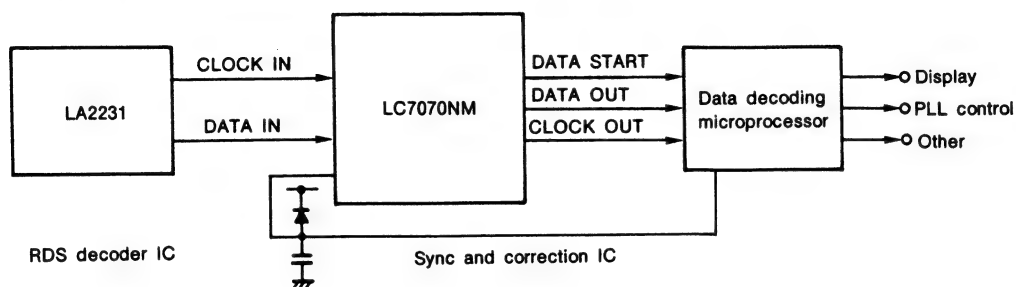 LA2231
CLOCK IN
DATA IN
LC7070NM
DATA START
DATA OUT
CLOCK OUT
Data decoding
microprocessor
Display
PLL control
Other
RDS decoder IC
Sync and correction IC